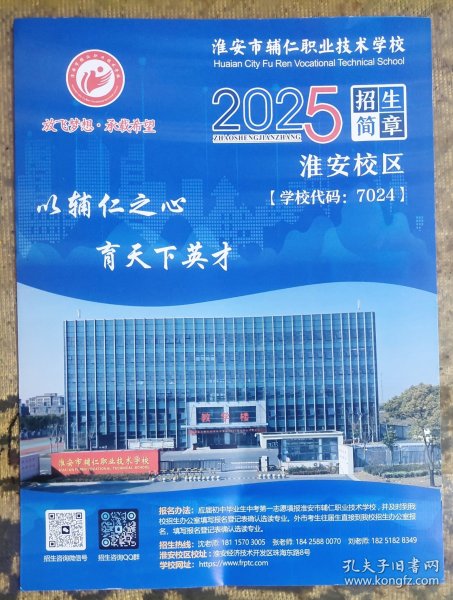 淮安市辅仁职业技术学校
Huaian City Fu Ren Vocational Technical School
放飞梦想·承载希望
2025 招生简章
ZHAOSHENGJIANZHANG
淮安校区
【学校代码：7024】
以辅仁之心
育天下英才
教学楼
淮安市辅仁职业技术学校
报名办法：应届初中毕业生中考第一志愿填报淮安市辅仁职业技术学校，并及时到我
校招生办公室填写报名登记表确认选读专业。外市考生往届生直接到我校招生办公室报
名、填写报名登记表确认选读专业。
招生热线：沈老师：181 1570 3005 张老师：184 2588 0070 刘老师：182 5182 8349
淮安校区校址：淮安经济技术开发区珠海东路8号
学校网址：https://www.frptc.com
招生咨询微信号
招生咨询QQ群
孔夫子旧书网
www.kongfz.com